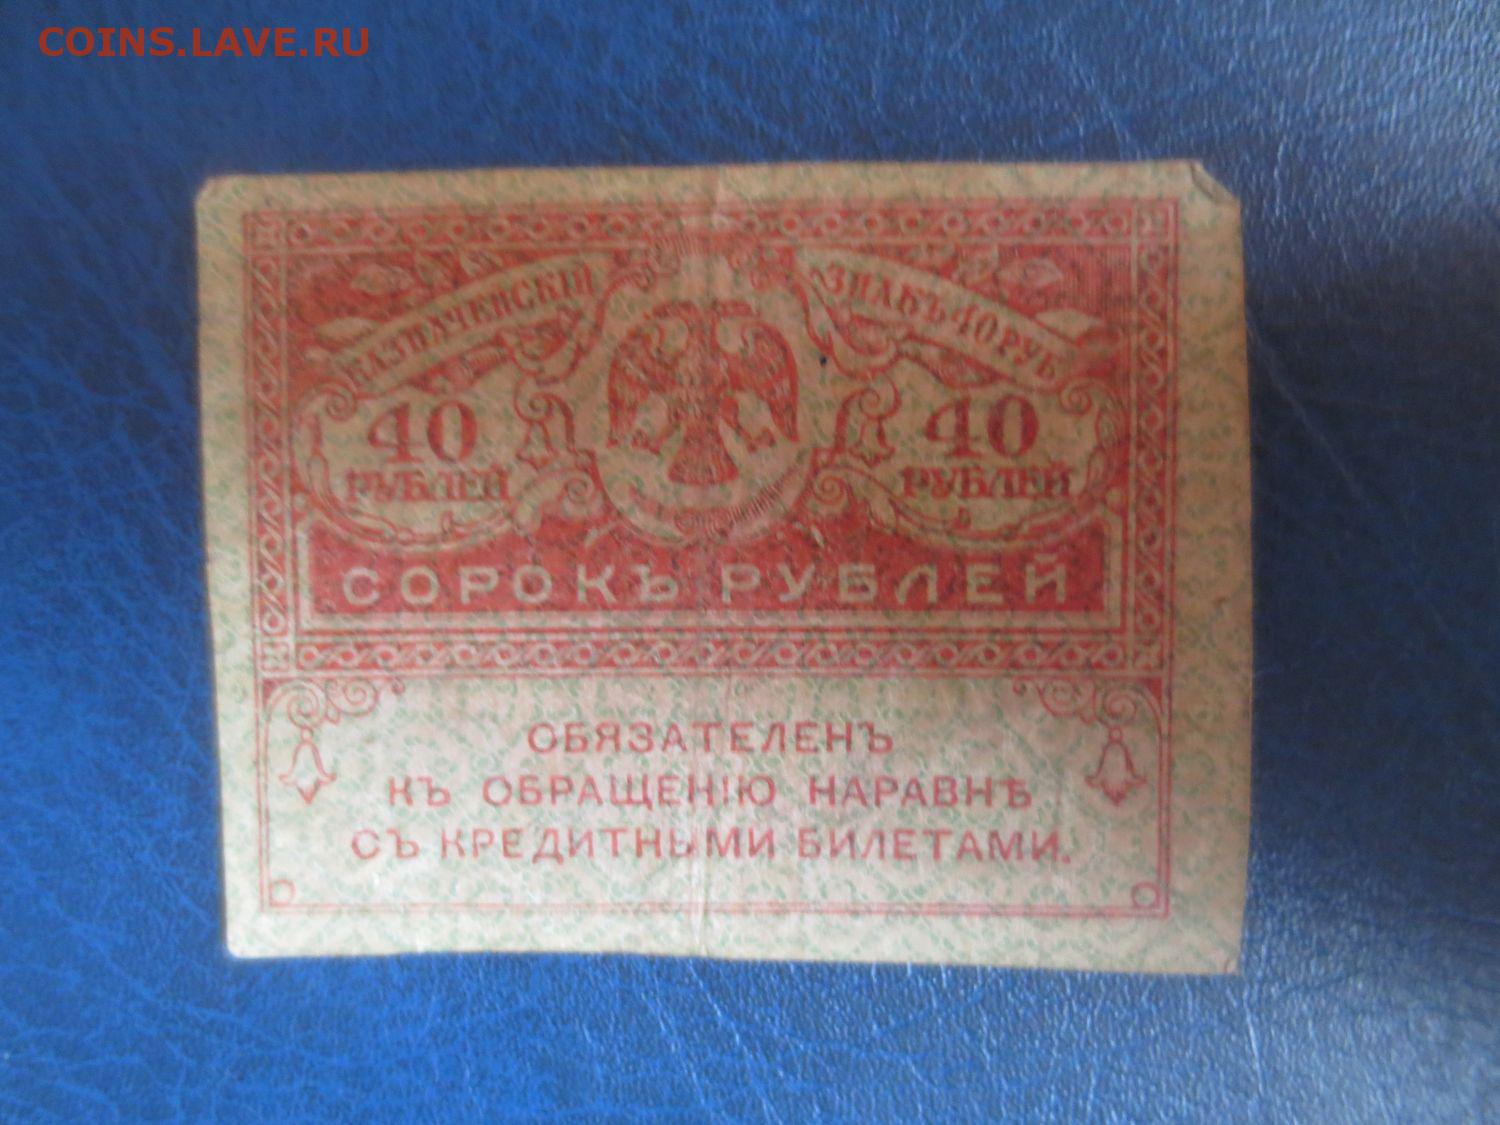 COINS.LAVE.RU
КАЗНАЧЕЙСКІЙ
ЗНАКЪ 40 РУБ
40
РУБЛЕЙ
40
РУБЛЕЙ
СОРОКЪ РУБЛЕЙ
ОБЯЗАТЕЛЕНЪ
КЪ ОБРАЩЕНІЮ НАРАВНѢ
СЪ КРЕДИТНЫМИ БИЛЕТАМИ.